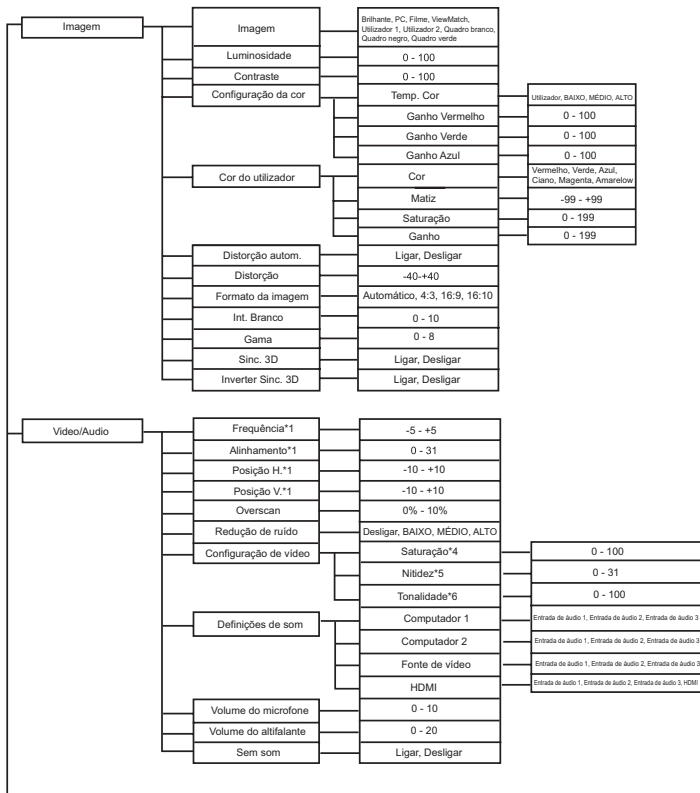 Imagem
Imagem
Brilhante, PC, Filme, ViewMatch,
Utilizador 1, Utilizador 2, Quadro branco,
Quadro negro, Quadro verde
Luminosidade
0 - 100
Contraste
0 - 100
Configuração da cor
Temp. Cor
Utilizador, BAIXO, MÉDIO, ALTO
Ganho Vermelho
0 - 100
Ganho Verde
0 - 100
Ganho Azul
0 - 100
Cor do utilizador
Cor
Vermelho, Verde, Azul,
Ciano, Magenta, Amarelow
Matiz
-99 - +99
Saturação
0 - 199
Ganho
0 - 199
Distorção autom.
Ligar, Desligar
Distorção
-40-+40
Formato da imagem
Automático, 4:3, 16:9, 16:10
Int. Branco
0 - 10
Gama
0 - 8
Sinc. 3D
Ligar, Desligar
Inverter Sinc. 3D
Ligar, Desligar
Video/Audio
Frequência*1
-5 - +5
Alinhamento*1
0 - 31
Posição H.*1
-10 - +10
Posição V.*1
-10 - +10
Overscan
0% - 10%
Redução de ruído
Desligar, BAIXO, MÉDIO, ALTO
Configuração de vídeo
Saturação*4
0 - 100
Nitidez*5
0 - 31
Tonalidade*6
0 - 100
Definições de som
Computador 1
Entrada de áudio 1, Entrada de áudio 2, Entrada de áudio 3
Computador 2
Entrada de áudio 1, Entrada de áudio 2, Entrada de áudio 3
Fonte de vídeo
Entrada de áudio 1, Entrada de áudio 2, Entrada de áudio 3
HDMI
Entrada de áudio 1, Entrada de áudio 2, Entrada de áudio 3, HDMI
Volume do microfone
0 - 10
Volume do altifalante
0 - 20
Sem som
Ligar, Desligar